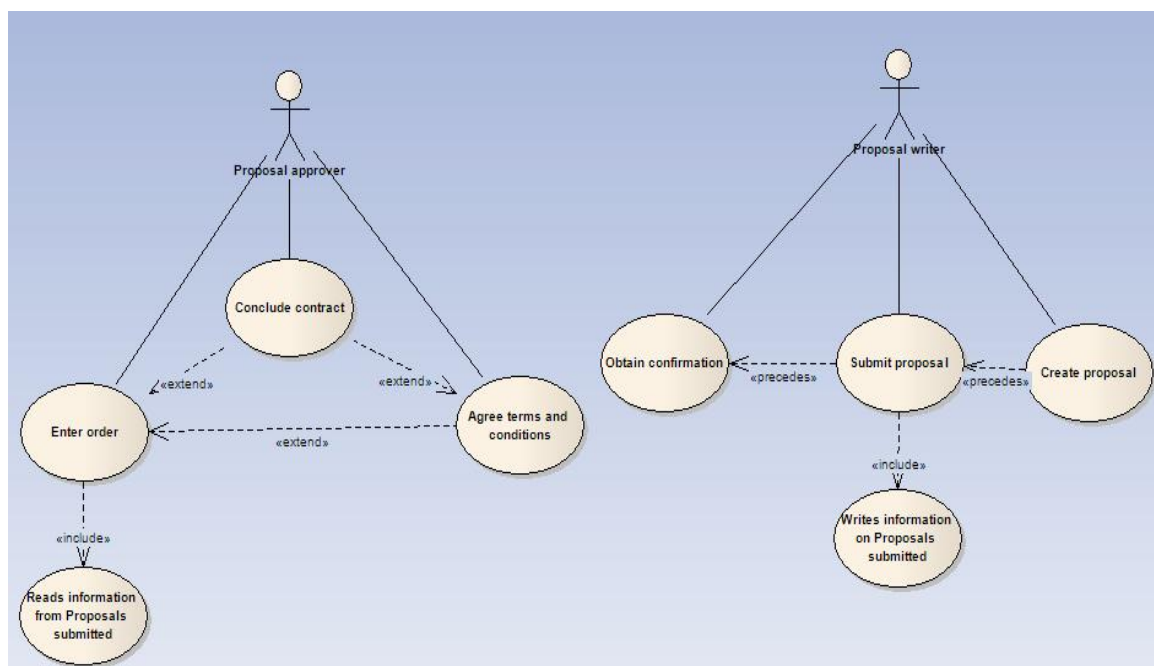 Proposal approver
Conclude contract
«extend»
«extend»
Enter order
Agree terms and
conditions
«extend»
«include»
Reads information
from Proposals
submitted
Proposal writer
Obtain confirmation
«precedes»
Submit proposal
«precedes»
Create proposal
«include»
Writes information
on Proposals
submitted